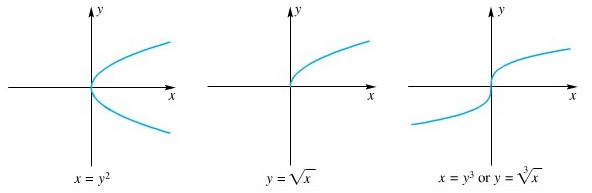 y
x
x = y²
y
x
y = √x
y
x
x = y³ or y = ∛x